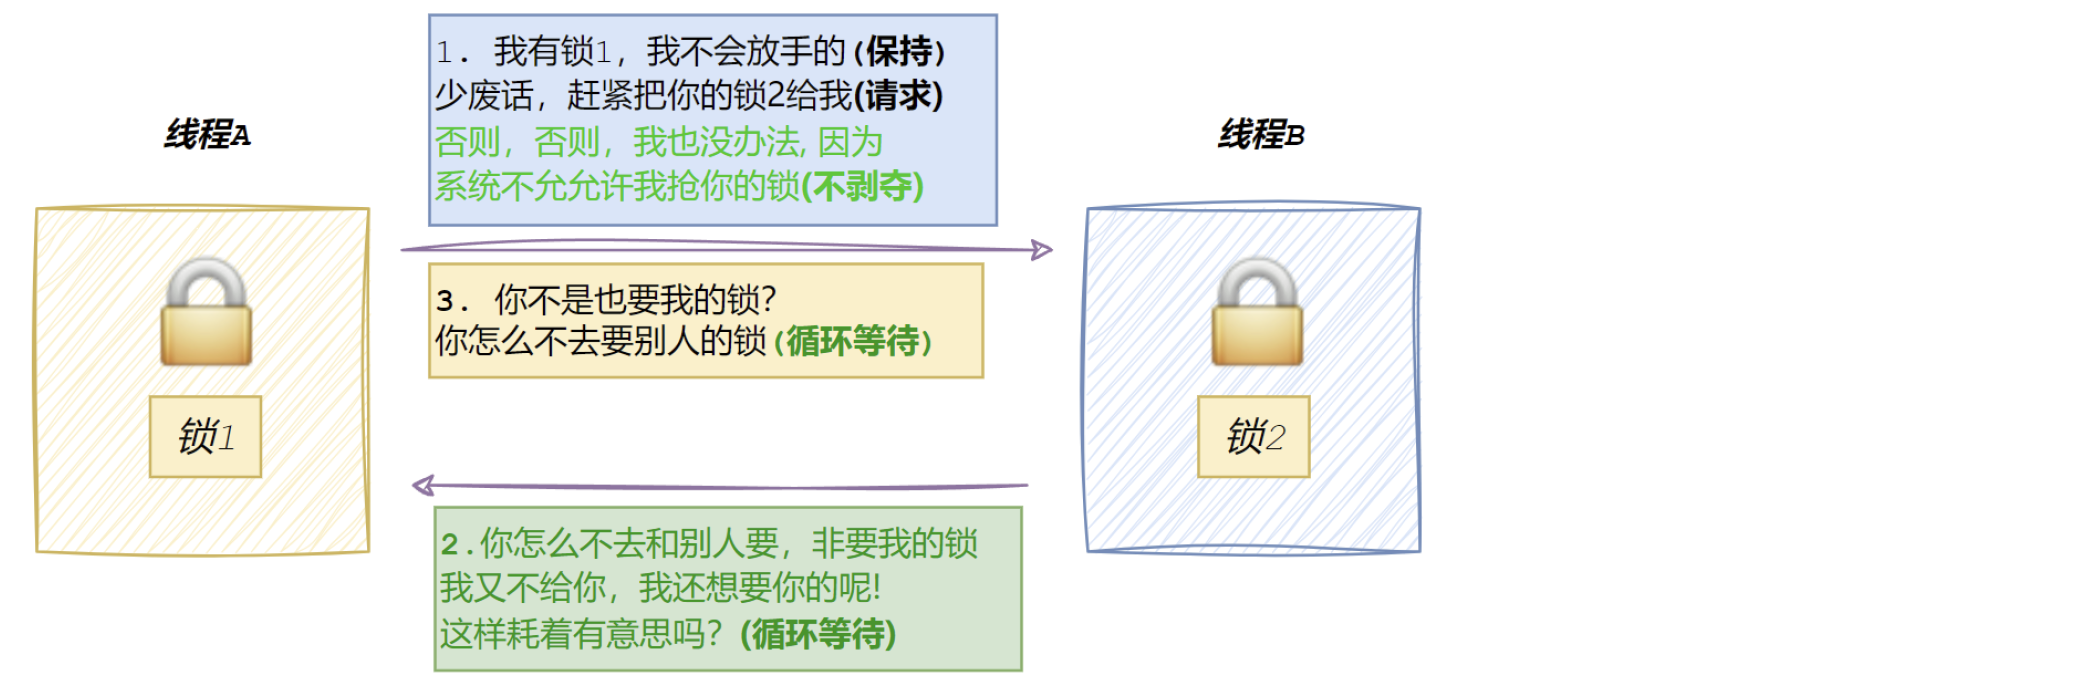 线程A
1. 我有锁1，我不会放手的(保持)
少废话，赶紧把你的锁2给我(请求)
否则，否则，我也没办法, 因为
系统不允允许我抢你的锁(不剥夺)
线程B
3. 你不是也要我的锁?
你怎么不去要别人的锁(循环等待)
锁1
锁2
2.你怎么不去和别人要，非要我的锁
我又不给你，我还想要你的呢!
这样耗着有意思吗? (循环等待)